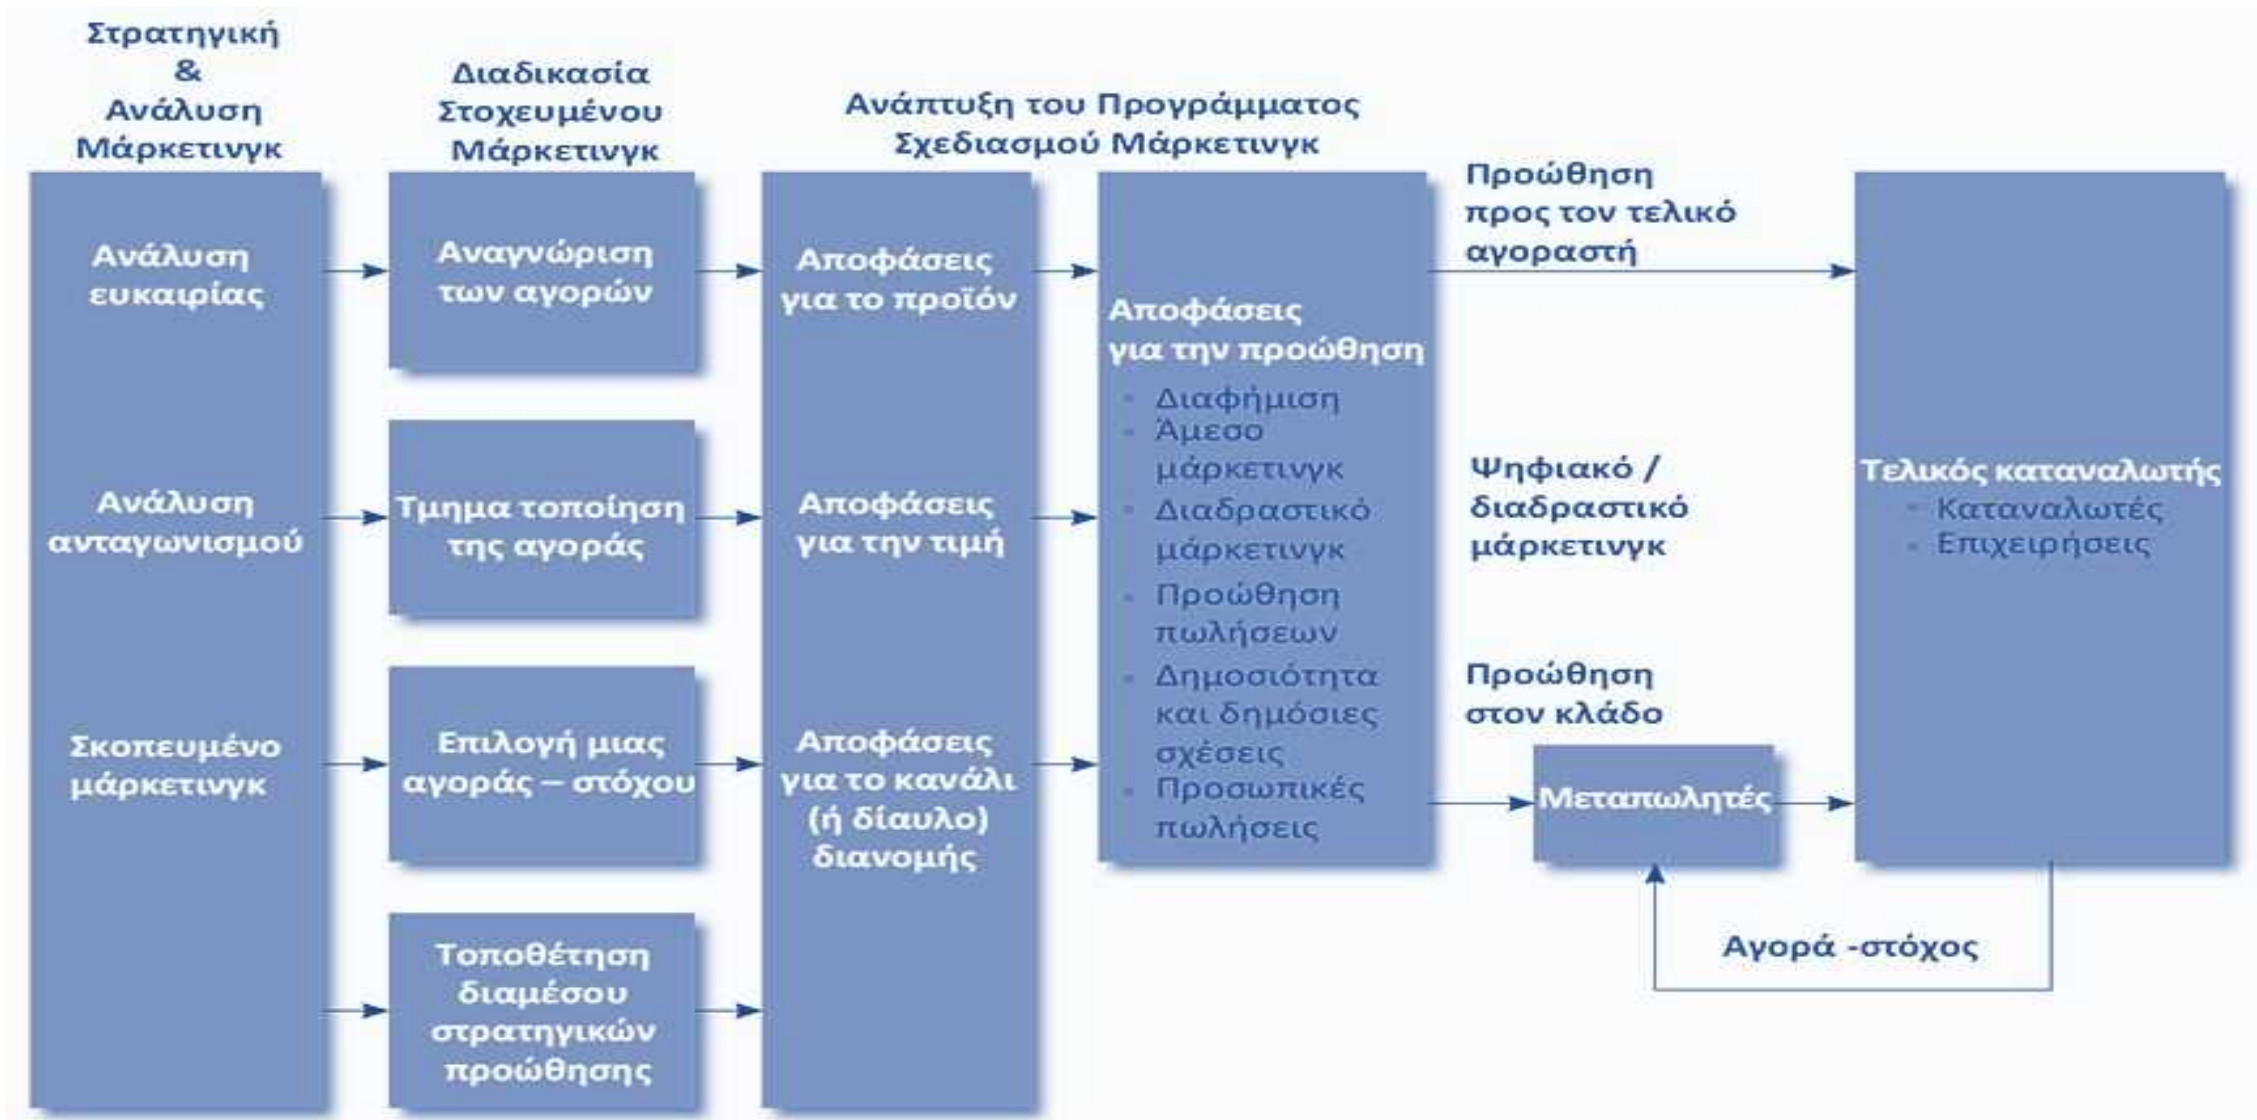 Στρατηγική
&
Ανάλυση
Μάρκετινγκ
Διαδικασία
Στοχευμένου
Μάρκετινγκ
Ανάπτυξη του Προγράμματος
Σχεδιασμού Μάρκετινγκ
Ανάλυση
ευκαιρίας
Ανάλυση
ανταγωνισμού
Σκοπευμένο
μάρκετινγκ
Αναγνώριση
των αγορών
Τμημα τοποίηση
της αγοράς
Επιλογή μιας
αγοράς – στόχου
Τοποθέτηση
διαμέσου
στρατηγικών
προώθησης
Αποφάσεις
για το προϊόν
Αποφάσεις
για την τιμή
Αποφάσεις
για το κανάλι
(ή δίαυλο)
διανομής
Αποφάσεις
για την προώθηση
- Διαφήμιση
- Άμεσο
μάρκετινγκ
- Διαδραστικό
μάρκετινγκ
- Προώθηση
πωλήσεων
- Δημοσιότητα
και δημόσιες
σχέσεις
- Προσωπικές
πωλήσεις
Προώθηση
προς τον τελικό
αγοραστή
Ψηφιακό /
διαδραστικό
μάρκετινγκ
Προώθηση
στον κλάδο
Μεταπωλητές
Τελικός καταναλωτής
- Καταναλωτές
- Επιχειρήσεις
Αγορά -στόχος